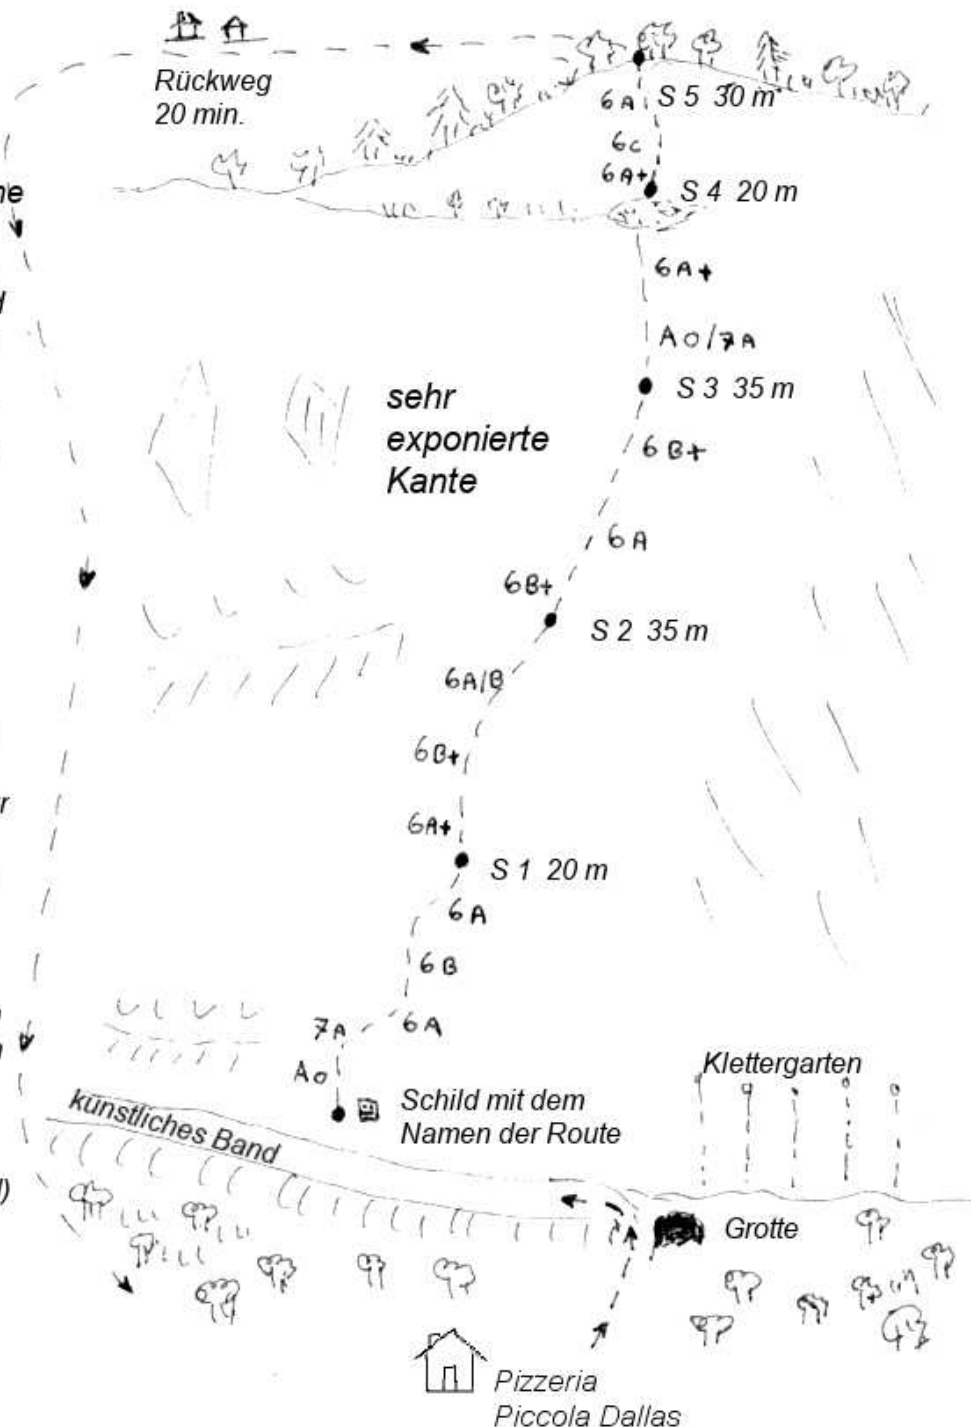 Rückweg
20 min.
6A S 5 30 m
6c
6A+
S 4 20 m
6A+
A0/7A
S 3 35 m
sehr
exponierte
Kante
6B+
6A
6B+
S 2 35 m
6A/B
6B+
6A+
S 1 20 m
6A
6B
7A 6A
A0
Klettergarten
Schild mit dem
Namen der Route
künstliches Band
Grotte
Pizzeria
Piccola Dallas